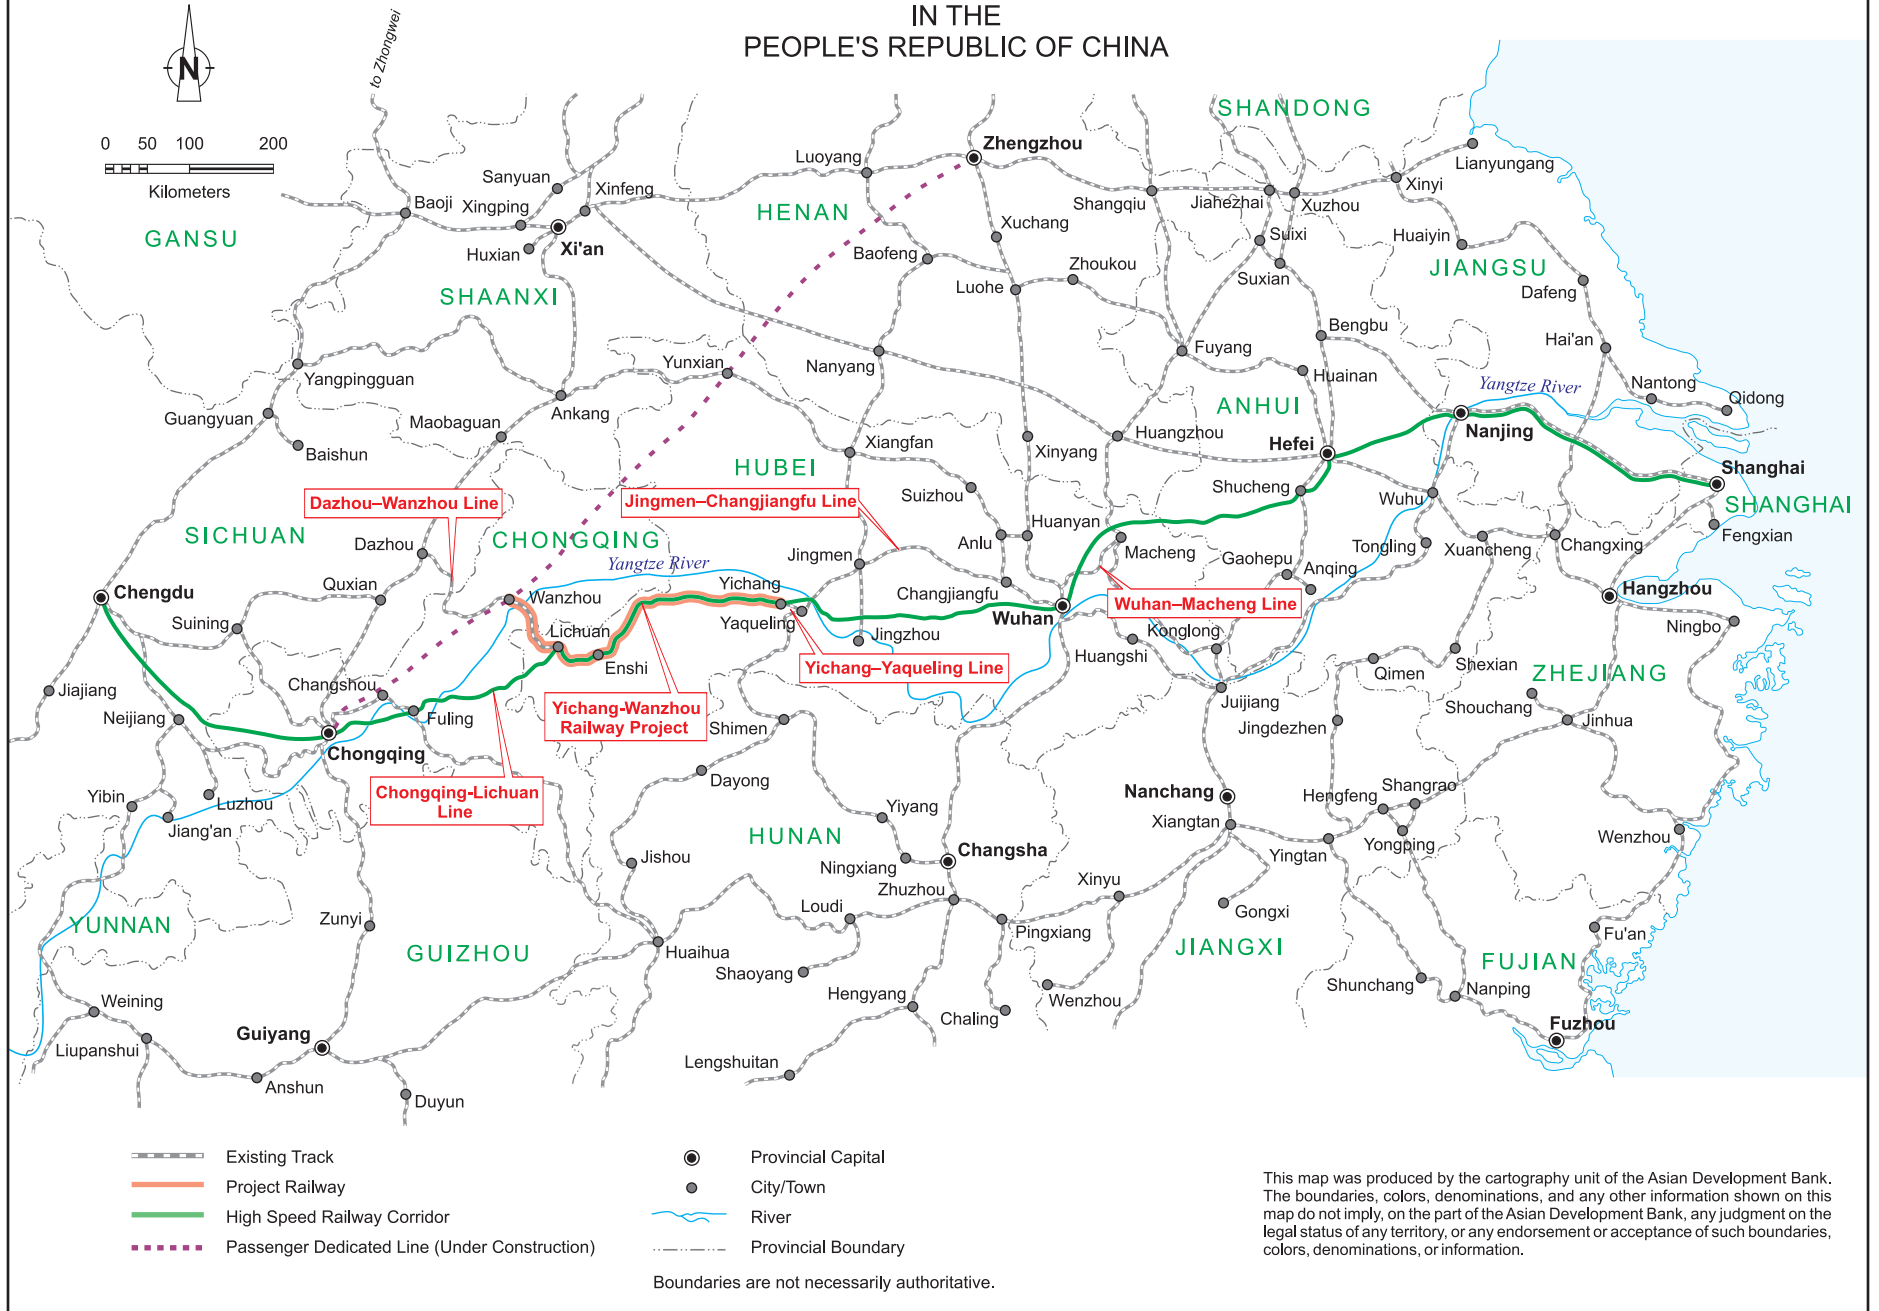 IN THE
PEOPLE'S REPUBLIC OF CHINA
to Zhongwei
N
0 50 100 200
Kilometers
SHANDONG
Zhengzhou
Luoyang
Lianyungang
Sanyuan
Xinfeng
Xinyi
Baoji
Xingping
Shangqiu
Jiahezhai
Xuzhou
HENAN
GANSU
Xuchang
Huxian
Xi'an
Baofeng
Suixi
Huaiyin
Zhoukou
Suxian
JIANGSU
SHAANXI
Luohe
Dafeng
Bengbu
Hai'an
Yunxian
Nanyang
Fuyang
Yangpingguan
Huainan
Yangtze River
Nantong
Qidong
Guangyuan
Maobaguan
Ankang
ANHUI
Baishun
Xiangfan
Xinyang
Huangzhou
Hefei
Nanjing
HUBEI
Shanghai
Dazhou–Wanzhou Line
Jingmen–Changjiangfu Line
Suizhou
Shucheng
Wuhu
SHANGHAI
SICHUAN
CHONGQING
Huanyan
Dazhou
Anlu
Macheng
Tongling
Xuancheng
Changxing
Fengxian
Yangtze River
Jingmen
Gaohepu
Anqing
Chengdu
Quxian
Wanzhou
Yichang
Changjiangfu
Hangzhou
Wuhan–Macheng Line
Suining
Lichuan
Yaqueling
Jingzhou
Wuhan
Konglong
Ningbo
Enshi
Yichang–Yaqueling Line
Huangshi
Qimen
Shexian
ZHEJIANG
Jiajiang
Changshou
Neijiang
Fuling
Yichang-Wanzhou
Railway Project
Shimen
Juijiang
Jingdezhen
Shouchang
Jinhua
Chongqing
Chongqing-Lichuan
Line
Dayong
Yibin
Luzhou
Jiang'an
Yiyang
Nanchang
Hengfeng
Shangrao
Xiangtan
HUNAN
Yingtan
Yongping
Wenzhou
Jishou
Ningxiang
Changsha
Zhuzhou
Xinyu
Loudi
Gongxi
YUNNAN
Zunyi
Pingxiang
Fu'an
GUIZHOU
Huaihua
JIANGXI
FUJIAN
Shaoyang
Hengyang
Wenzhou
Shunchang
Nanping
Weining
Chaling
Guiyang
Liupanshui
Fuzhou
Lengshuitan
Anshun
Duyun
Existing Track
Project Railway
High Speed Railway Corridor
Passenger Dedicated Line (Under Construction)
Provincial Capital
City/Town
River
Provincial Boundary
Boundaries are not necessarily authoritative.
This map was produced by the cartography unit of the Asian Development Bank.
The boundaries, colors, denominations, and any other information shown on this
map do not imply, on the part of the Asian Development Bank, any judgment on the
legal status of any territory, or any endorsement or acceptance of such boundaries,
colors, denominations, or information.